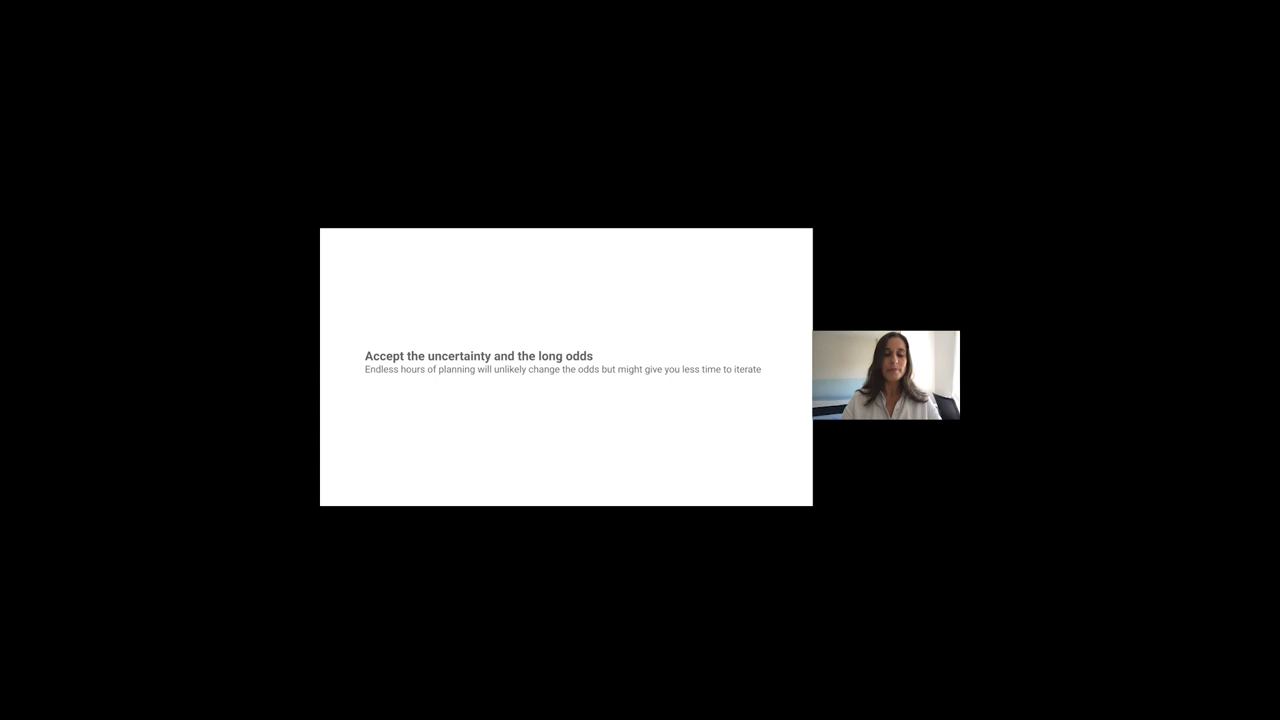 Accept the uncertainty and the long odds
Endless hours of planning will unlikely change the odds but might give you less time to iterate